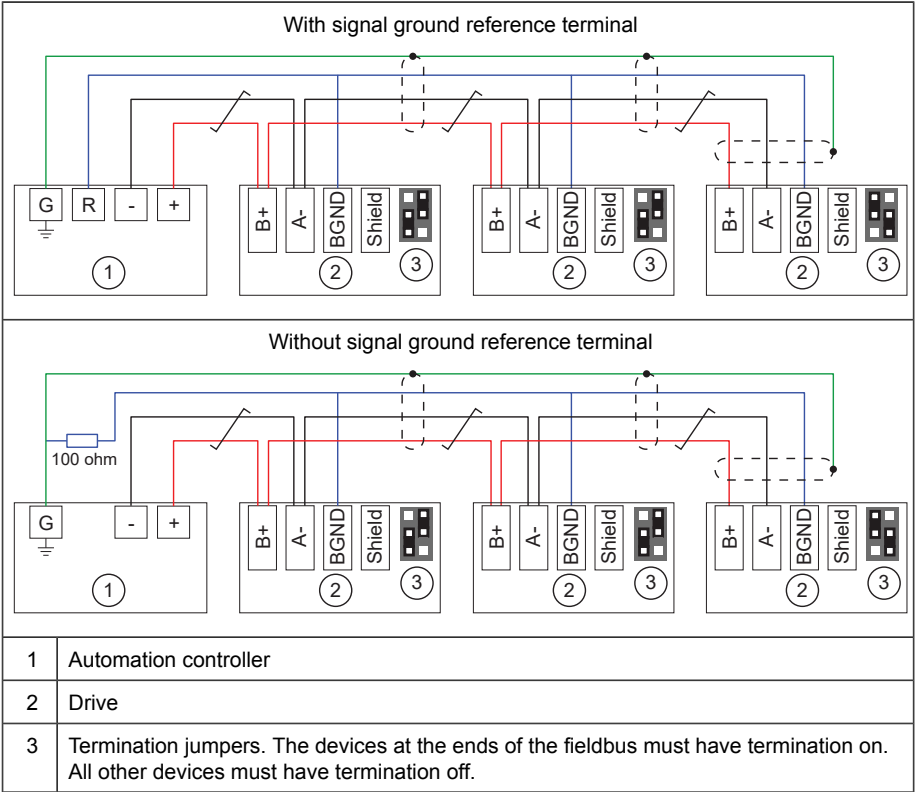 With signal ground reference terminal
G R - +
B+ A- BGND Shield
B+ A- BGND Shield
B+ A- BGND Shield
1 2 3 2 3 2 3
Without signal ground reference terminal
100 ohm
G - +
B+ A- BGND Shield
B+ A- BGND Shield
B+ A- BGND Shield
1 2 3 2 3 2 3
1 Automation controller
2 Drive
3 Termination jumpers. The devices at the ends of the fieldbus must have termination on.
All other devices must have termination off.